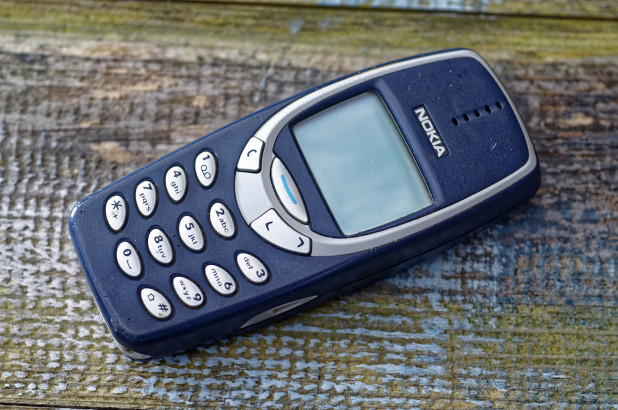 NOKIA
1
2 abc
3 def
4 ghi
5 jkl
6 mno
7 pqrs
8 tuv
9 wxyz
*+
0
#